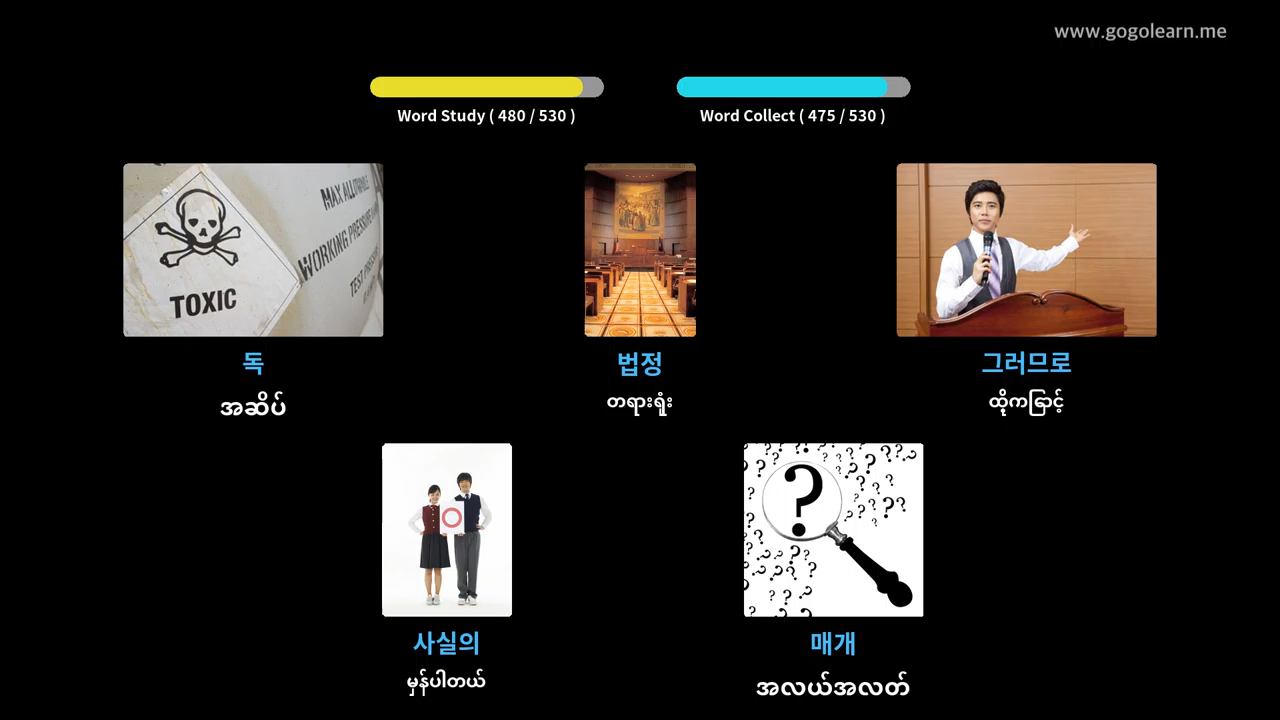 www.gogolearn.me
Word Study ( 480 / 530 )
Word Collect ( 475 / 530 )
MAX ALLOWABLE
WORKING PRESSURE
TEST PRESSURE
TOXIC
독
법정
그러므로
အဆိပ်
တရားရုံး
ထို့ကြောင့်
사실의
매개
မှန်ပါတယ်
အလယ်အလတ်